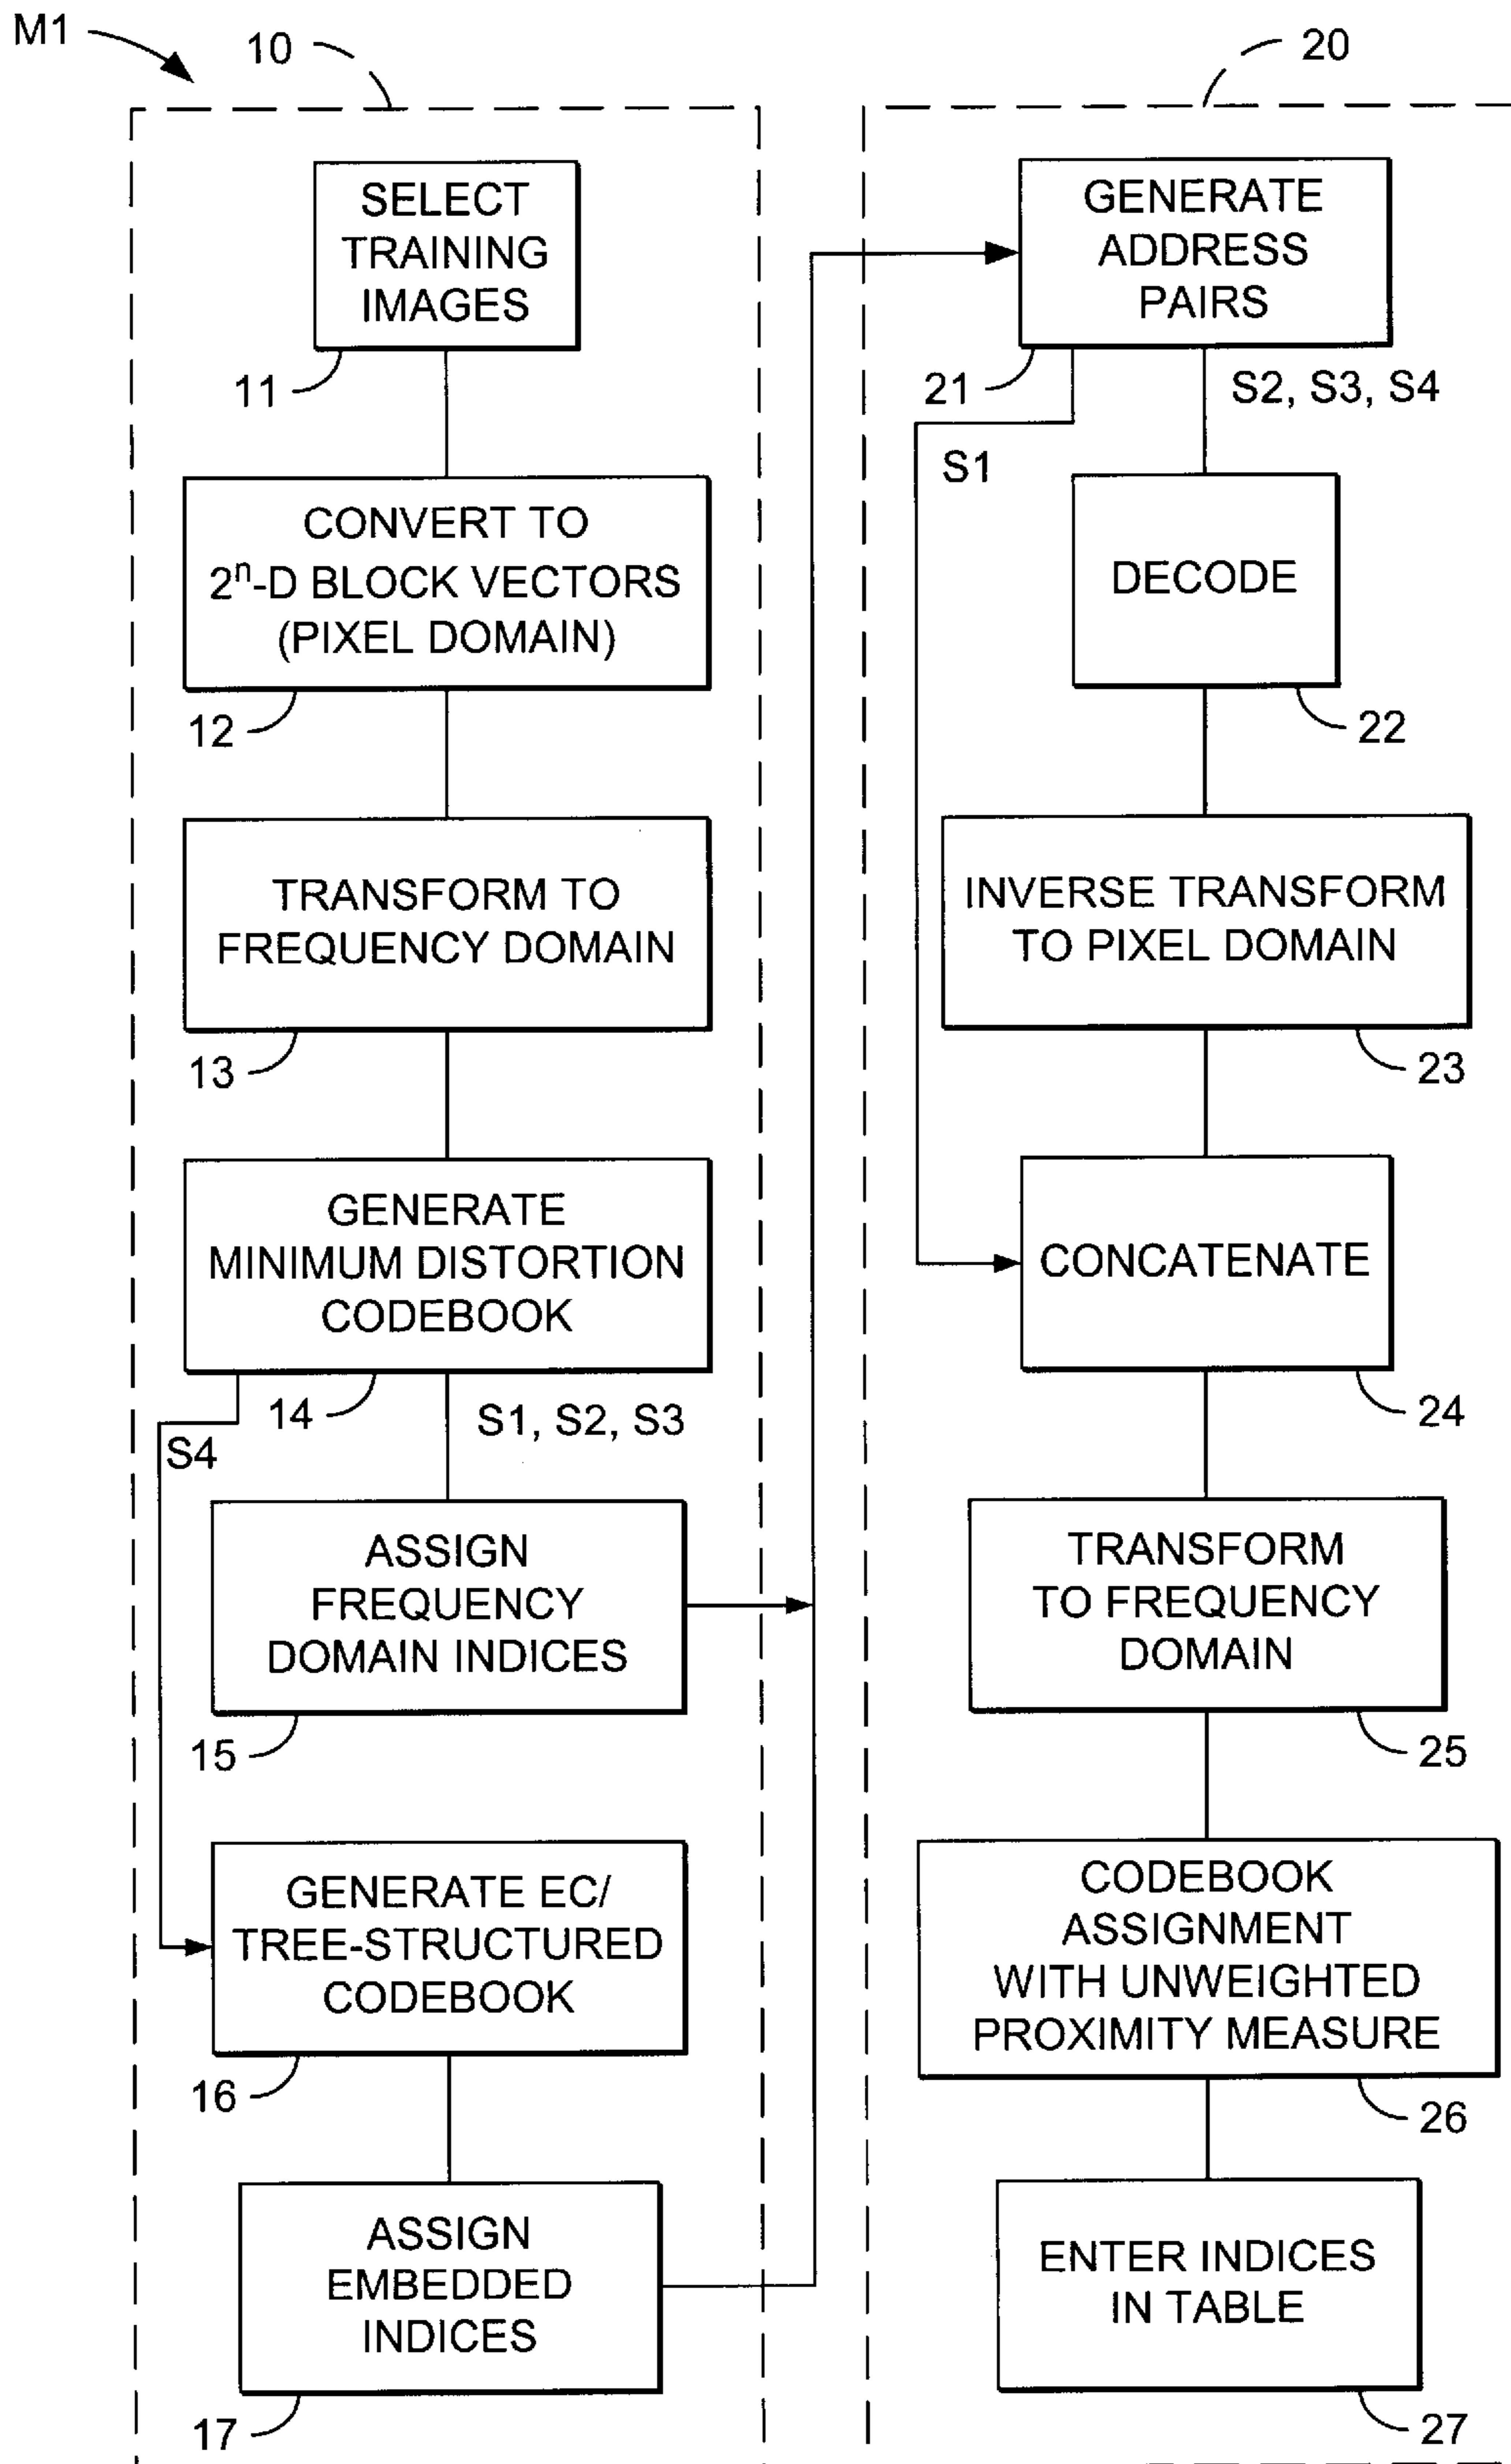 M1
10
SELECT
TRAINING
IMAGES
11
CONVERT TO
2ⁿ-D BLOCK VECTORS
(PIXEL DOMAIN)
12
TRANSFORM TO
FREQUENCY DOMAIN
13
GENERATE
MINIMUM DISTORTION
CODEBOOK
14
S1, S2, S3
S4
ASSIGN
FREQUENCY
DOMAIN INDICES
15
GENERATE EC/
TREE-STRUCTURED
CODEBOOK
16
ASSIGN
EMBEDDED
INDICES
17
20
GENERATE
ADDRESS
PAIRS
21
S2, S3, S4
S1
DECODE
22
INVERSE TRANSFORM
TO PIXEL DOMAIN
23
CONCATENATE
24
TRANSFORM
TO FREQUENCY
DOMAIN
25
CODEBOOK
ASSIGNMENT
WITH UNWEIGHTED
PROXIMITY MEASURE
26
ENTER INDICES
IN TABLE
27